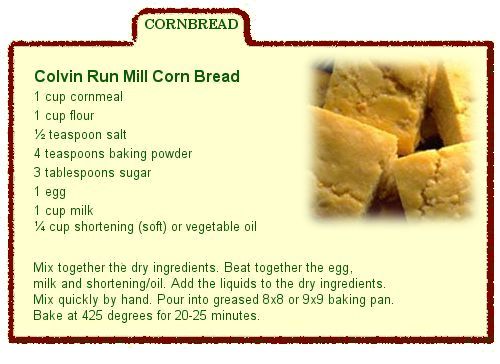 CORNBREAD
Colvin Run Mill Corn Bread
1 cup cornmeal
1 cup flour
½ teaspoon salt
4 teaspoons baking powder
3 tablespoons sugar
1 egg
1 cup milk
¼ cup shortening (soft) or vegetable oil
Mix together the dry ingredients. Beat together the egg,
milk and shortening/oil. Add the liquids to the dry ingredients.
Mix quickly by hand. Pour into greased 8x8 or 9x9 baking pan.
Bake at 425 degrees for 20-25 minutes.